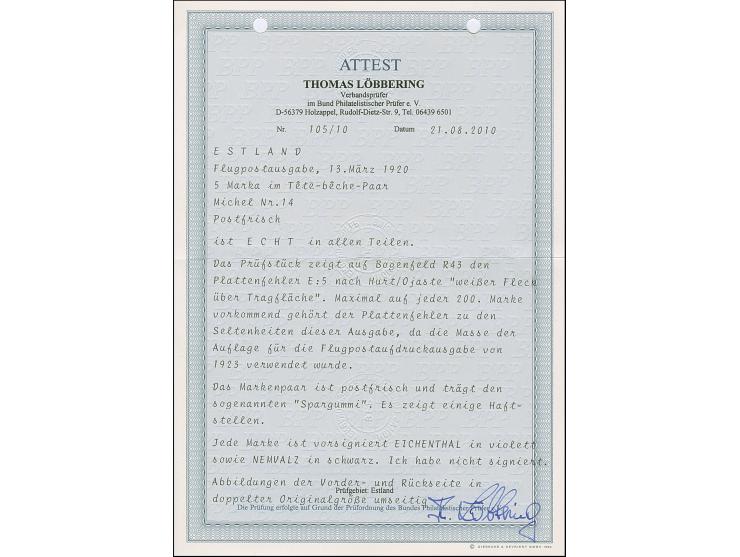 ATTEST
THOMAS LÖBBERING
Verbandsprüfer
im Bund Philatelistischer Prüfer e. V.
D-56379 Holzappel, Rudolf-Dietz-Str. 9, Tel. 06439 6501
Nr. 105/10 Datum 21.08.2010
E S T L A N D
Flugpostausgabe, 13.März 1920
5 Marka im Tête-bêche-Paar
Michel Nr.14
Postfrisch
ist E C H T in allen Teilen.
Das Prüfstück zeigt auf Bogenfeld R43 den
Plattenfehler E:5 nach Hurt/Ojaste "weißer Fleck
über Tragfläche". Maximal auf jeder 200. Marke
vorkommend gehört der Plattenfehler zu den
Seltenheiten dieser Ausgabe, da die Masse der
Auflage für die Flugpostaufdruckausgabe von
1923 verwendet wurde.
Das Markenpaar ist postfrisch und trägt den
sogenannten "Spargummi". Es zeigt einige Haft-
stellen.
Jede Marke ist vorsigniert EICHENTHAL in violett
sowie NEMVALZ in schwarz. Ich habe nicht signiert.
Abbildungen der Vorder- und Rückseite in
Prüfgebiet: Estland
doppelter Originalgröße umseitig
Die Prüfung erfolgte auf Grund der Prüfordnung des Bundes Philatelistischer Prüfer